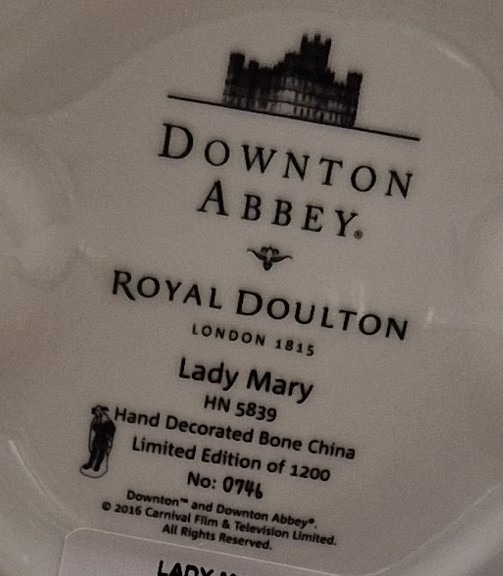 DOWNTON
ABBEY®
ROYAL DOULTON
LONDON 1815
Lady Mary
HN 5839
Hand Decorated Bone China
Limited Edition of 1200
No: 0746
Downton™ and Downton Abbey®.
© 2016 Carnival Film & Television Limited.
All Rights Reserved.
LADY